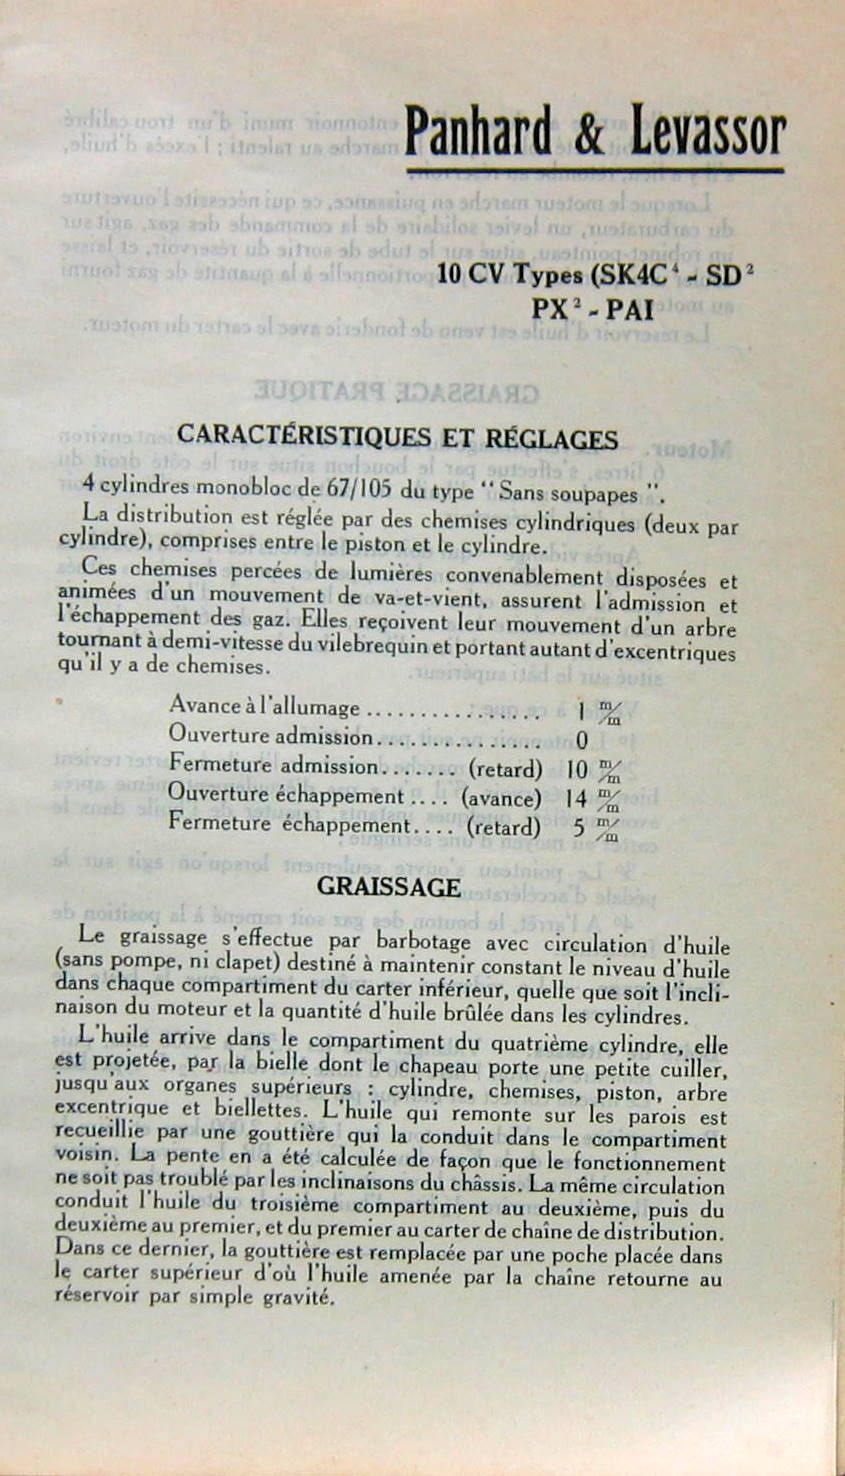 Panhard & Levassor
10 CV Types (SK4C⁴ - SD²
PX² - PAI
CARACTÉRISTIQUES ET RÉGLAGES
4 cylindres monobloc de 67/105 du type “Sans soupapes ”.
La distribution est réglée par des chemises cylindriques (deux par
cylindre), comprises entre le piston et le cylindre.
Ces chemises percées de lumières convenablement disposées et
animées d'un mouvement de va-et-vient, assurent l'admission et
l'échappement des gaz. Elles reçoivent leur mouvement d'un arbre
tournant à demi-vitesse du vilebrequin et portant autant d'excentriques
qu'il y a de chemises.
Avance à l'allumage ................ 1 m/m
Ouverture admission............... 0
Fermeture admission....... (retard) 10 m/m
Ouverture échappement .... (avance) 14 m/m
Fermeture échappement.... (retard) 5 m/m
GRAISSAGE
Le graissage s'effectue par barbotage avec circulation d'huile
(sans pompe, ni clapet) destiné à maintenir constant le niveau d'huile
dans chaque compartiment du carter inférieur, quelle que soit l'incli-
naison du moteur et la quantité d'huile brûlée dans les cylindres.
L'huile arrive dans le compartiment du quatrième cylindre, elle
est projetée, par la bielle dont le chapeau porte une petite cuiller,
jusqu'aux organes supérieurs : cylindre, chemises, piston, arbre
excentrique et biellettes. L'huile qui remonte sur les parois est
recueillie par une gouttière qui la conduit dans le compartiment
voisin. La pente en a été calculée de façon que le fonctionnement
ne soit pas troublé par les inclinaisons du châssis. La même circulation
conduit l'huile du troisième compartiment au deuxième, puis du
deuxième au premier, et du premier au carter de chaîne de distribution.
Dans ce dernier, la gouttière est remplacée par une poche placée dans
le carter supérieur d'où l'huile amenée par la chaîne retourne au
réservoir par simple gravité.